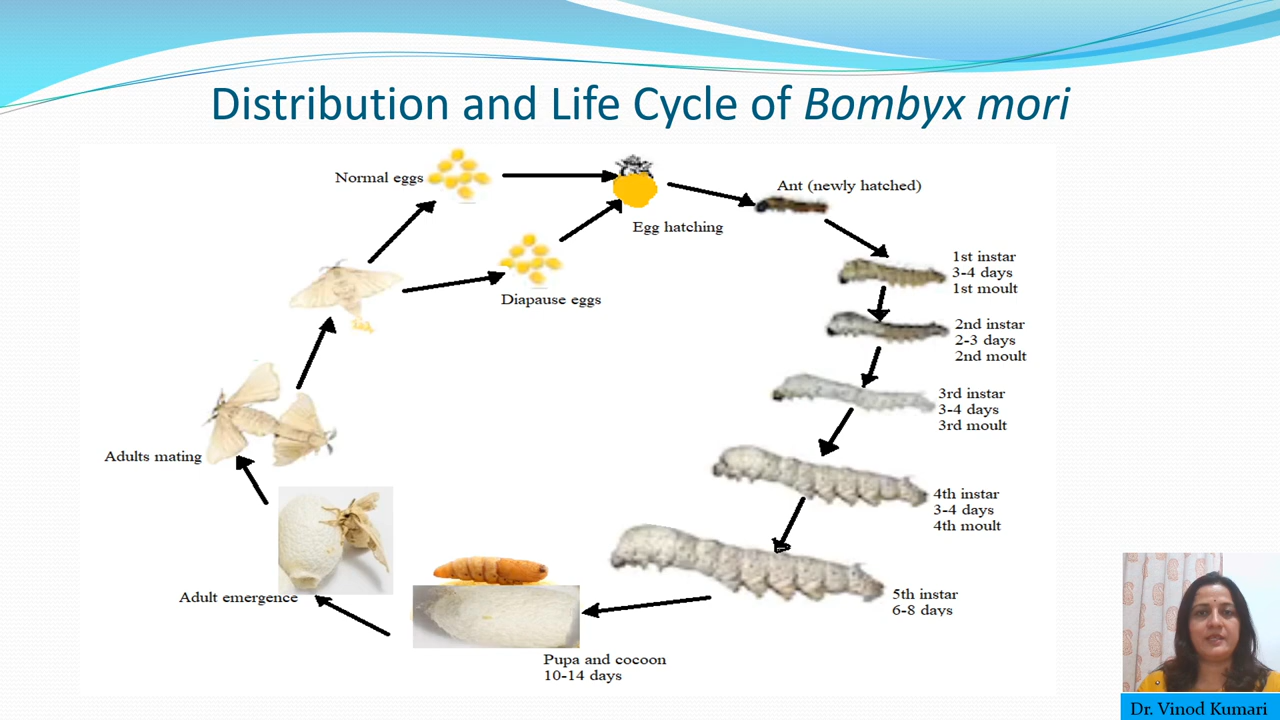 Distribution and Life Cycle of Bombyx mori
Normal eggs
Egg hatching
Ant (newly hatched)
Diapause eggs
1st instar
3-4 days
1st moult
2nd instar
2-3 days
2nd moult
3rd instar
3-4 days
3rd moult
4th instar
3-4 days
4th moult
5th instar
6-8 days
Pupa and cocoon
10-14 days
Adult emergence
Adults mating
Dr. Vinod Kumari